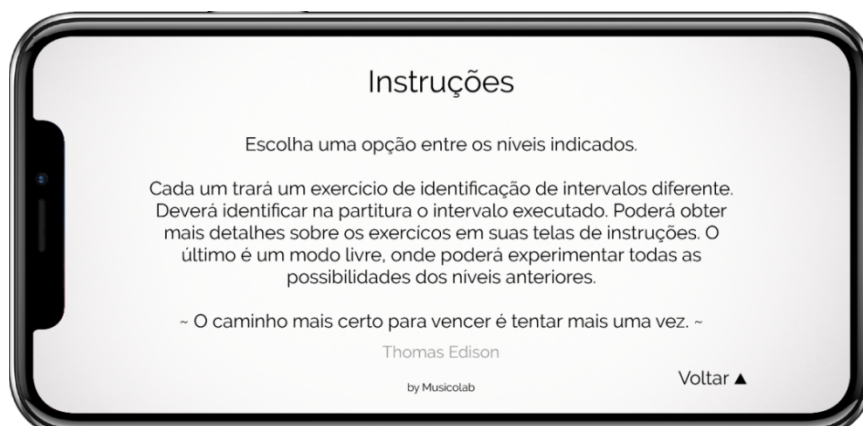 Instruções
Escolha uma opção entre os níveis indicados.
Cada um trará um exercício de identificação de intervalos diferente.
Deverá identificar na partitura o intervalo executado. Poderá obter
mais detalhes sobre os exercícos em suas telas de instruções. O
último é um modo livre, onde poderá experimentar todas as
possibilidades dos níveis anteriores.
~ O caminho mais certo para vencer é tentar mais uma vez. ~
Thomas Edison
by Musicolab
Voltar ▲